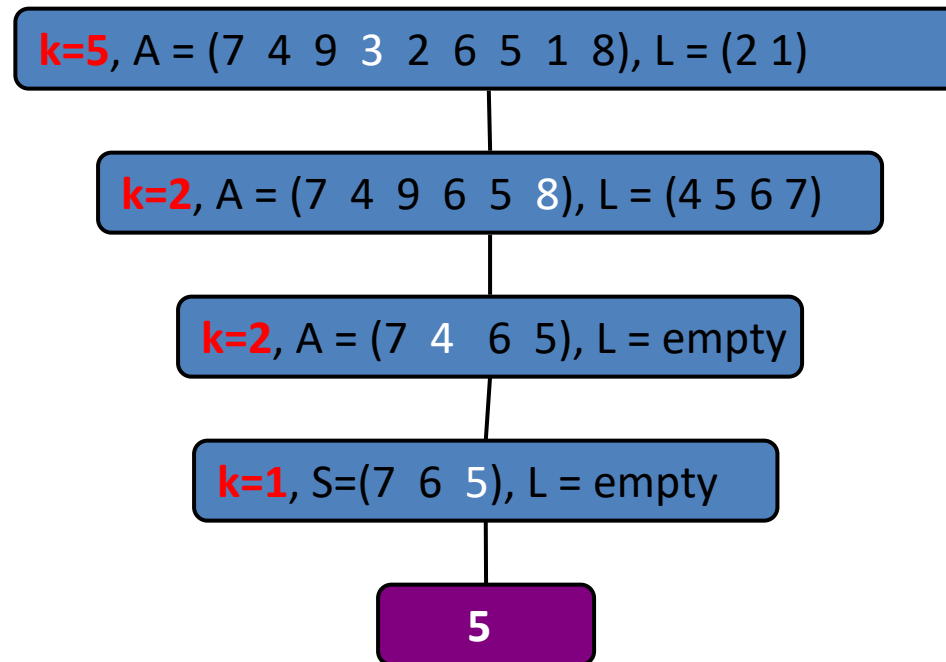 k=5, A = (7 4 9 3 2 6 5 1 8), L = (2 1)
k=2, A = (7 4 9 6 5 8), L = (4 5 6 7)
k=2, A = (7 4 6 5), L = empty
k=1, S=(7 6 5), L = empty
5